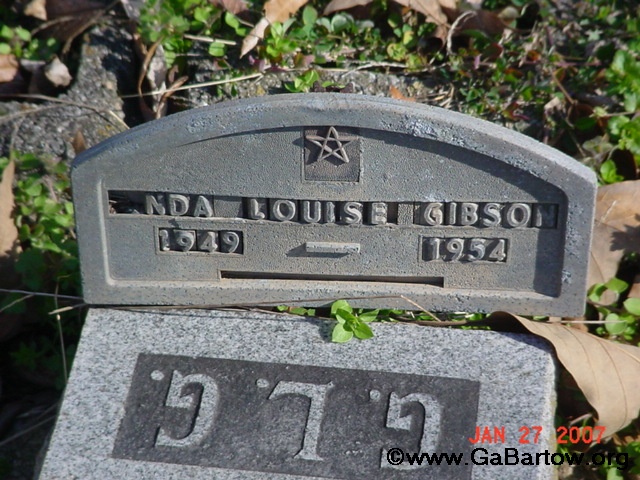 NDA LOUISE GIBSON
1949 1954
G. L. G.
JAN 27 2007
©www.GaBartow.org